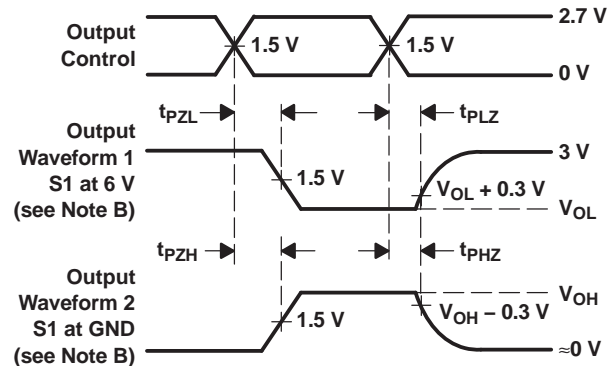 Output
Control
1.5 V
1.5 V
2.7 V
0 V
tPZL
tPLZ
Output
Waveform 1
S1 at 6 V
(see Note B)
1.5 V
3 V
VOL + 0.3 V
VOL
tPZH
tPHZ
Output
Waveform 2
S1 at GND
(see Note B)
1.5 V
VOH
VOH − 0.3 V
≈0 V